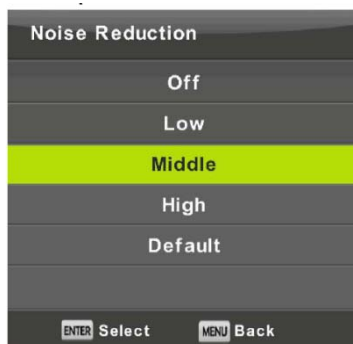 Noise Reduction
Off
Low
Middle
High
Default
ENTER Select MENU Back